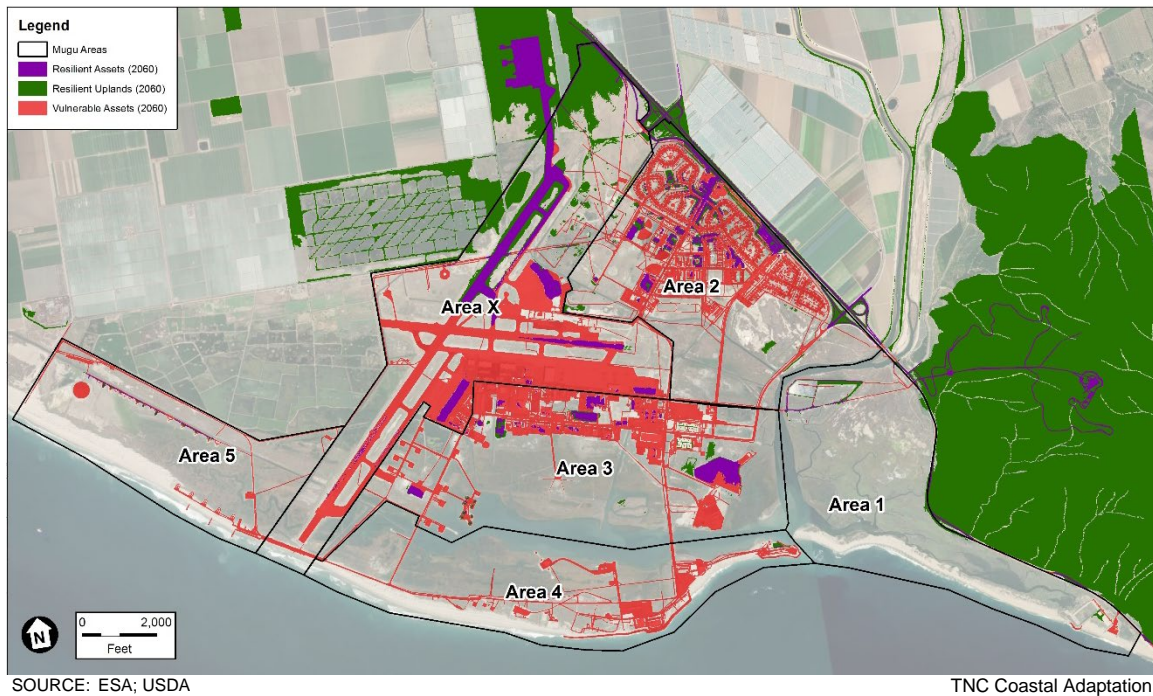 Legend
Mugu Areas
Resilient Assets (2060)
Resilient Uplands (2060)
Vulnerable Assets (2060)
Area 2
Area X
Area 5
Area 3
Area 1
Area 4
N
0 2,000
Feet
SOURCE: ESA; USDA
TNC Coastal Adaptation